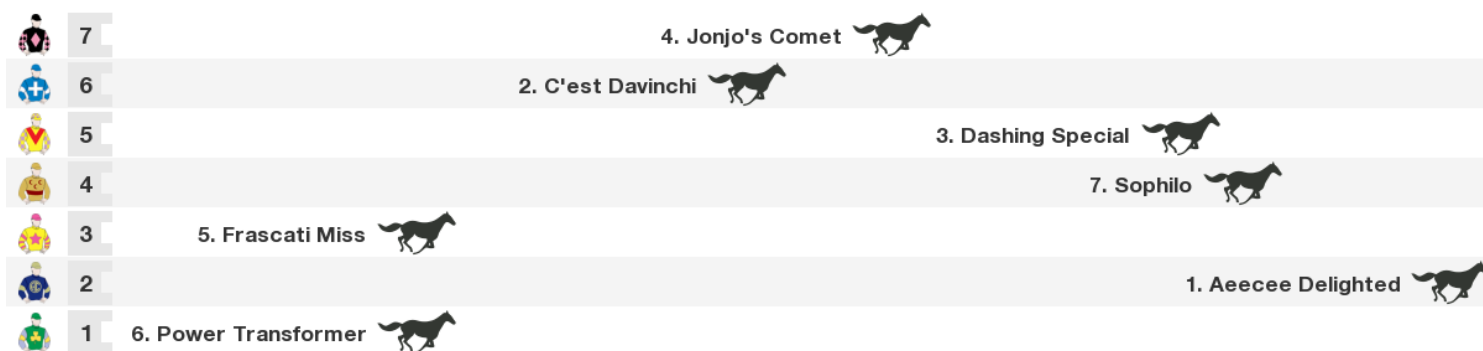 7 4. Jonjo's Comet
6 2. C'est Davinchi
5 3. Dashing Special
4 7. Sophilo
3 5. Frascati Miss
2 1. Aeecee Delighted
1 6. Power Transformer